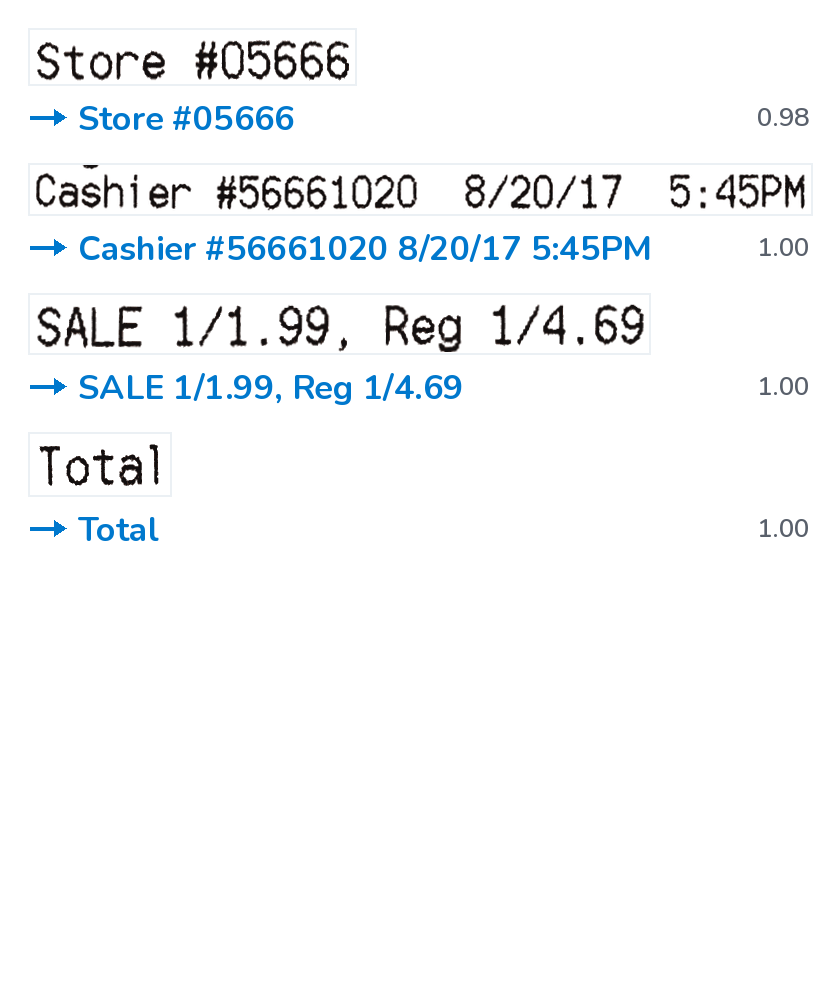 Store #05666
→ Store #05666 0.98
Cashier #56661020 8/20/17 5:45PM
→ Cashier #56661020 8/20/17 5:45PM 1.00
SALE 1/1.99, Reg 1/4.69
→ SALE 1/1.99, Reg 1/4.69 1.00
Total
→ Total 1.00